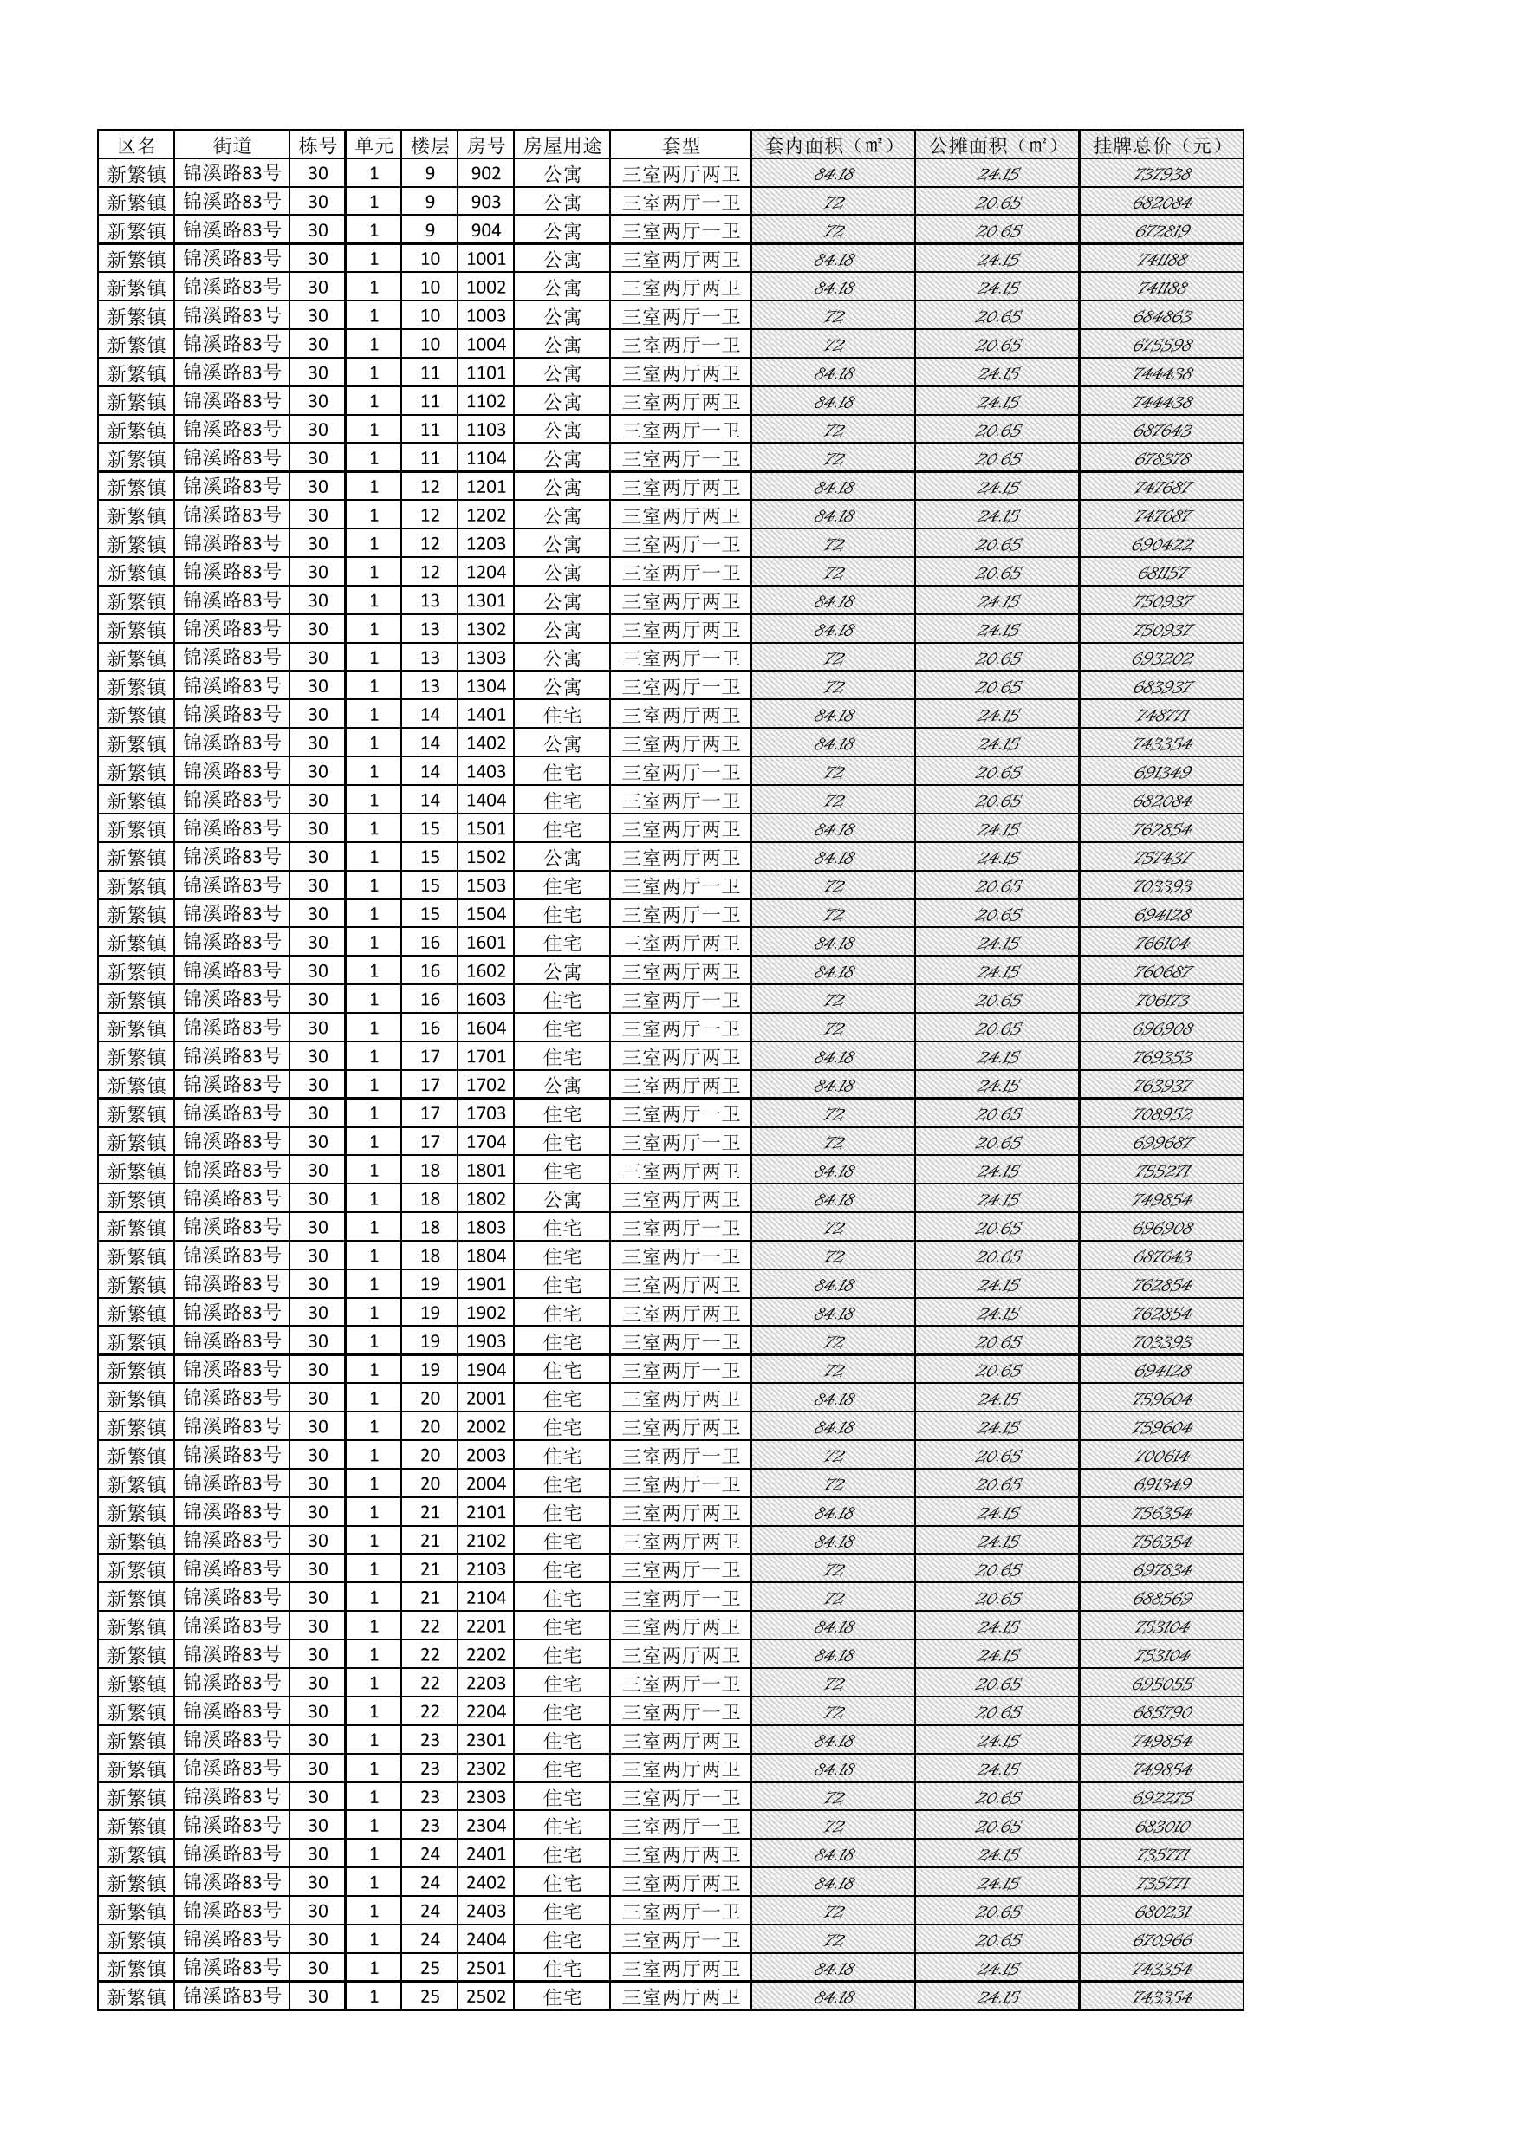 区名 街道 栋号 单元 楼层 房号 房屋用途 套型 套内面积（㎡） 公摊面积（㎡） 挂牌总价（元）
新繁镇 锦溪路83号 30 1 9 902 公寓 三室两厅两卫 84.18 24.15 737938
新繁镇 锦溪路83号 30 1 9 903 公寓 三室两厅一卫 72 20.65 682084
新繁镇 锦溪路83号 30 1 9 904 公寓 三室两厅一卫 72 20.65 672819
新繁镇 锦溪路83号 30 1 10 1001 公寓 三室两厅两卫 84.18 24.15 741188
新繁镇 锦溪路83号 30 1 10 1002 公寓 三室两厅两卫 84.18 24.15 741188
新繁镇 锦溪路83号 30 1 10 1003 公寓 三室两厅一卫 72 20.65 684863
新繁镇 锦溪路83号 30 1 10 1004 公寓 三室两厅一卫 72 20.65 675598
新繁镇 锦溪路83号 30 1 11 1101 公寓 三室两厅两卫 84.18 24.15 744438
新繁镇 锦溪路83号 30 1 11 1102 公寓 三室两厅两卫 84.18 24.15 744438
新繁镇 锦溪路83号 30 1 11 1103 公寓 三室两厅一卫 72 20.65 687643
新繁镇 锦溪路83号 30 1 11 1104 公寓 三室两厅一卫 72 20.65 678378
新繁镇 锦溪路83号 30 1 12 1201 公寓 三室两厅两卫 84.18 24.15 747687
新繁镇 锦溪路83号 30 1 12 1202 公寓 三室两厅两卫 84.18 24.15 747687
新繁镇 锦溪路83号 30 1 12 1203 公寓 三室两厅一卫 72 20.65 690422
新繁镇 锦溪路83号 30 1 12 1204 公寓 三室两厅一卫 72 20.65 681157
新繁镇 锦溪路83号 30 1 13 1301 公寓 三室两厅两卫 84.18 24.15 750937
新繁镇 锦溪路83号 30 1 13 1302 公寓 三室两厅两卫 84.18 24.15 750937
新繁镇 锦溪路83号 30 1 13 1303 公寓 三室两厅一卫 72 20.65 693202
新繁镇 锦溪路83号 30 1 13 1304 公寓 三室两厅一卫 72 20.65 683937
新繁镇 锦溪路83号 30 1 14 1401 住宅 三室两厅两卫 84.18 24.15 748771
新繁镇 锦溪路83号 30 1 14 1402 公寓 三室两厅两卫 84.18 24.15 743354
新繁镇 锦溪路83号 30 1 14 1403 住宅 三室两厅一卫 72 20.65 691349
新繁镇 锦溪路83号 30 1 14 1404 住宅 三室两厅一卫 72 20.65 682084
新繁镇 锦溪路83号 30 1 15 1501 住宅 三室两厅两卫 84.18 24.15 762854
新繁镇 锦溪路83号 30 1 15 1502 公寓 三室两厅两卫 84.18 24.15 757437
新繁镇 锦溪路83号 30 1 15 1503 住宅 三室两厅一卫 72 20.65 703393
新繁镇 锦溪路83号 30 1 15 1504 住宅 三室两厅一卫 72 20.65 694128
新繁镇 锦溪路83号 30 1 16 1601 住宅 三室两厅两卫 84.18 24.15 766104
新繁镇 锦溪路83号 30 1 16 1602 公寓 三室两厅两卫 84.18 24.15 760687
新繁镇 锦溪路83号 30 1 16 1603 住宅 三室两厅一卫 72 20.65 706173
新繁镇 锦溪路83号 30 1 16 1604 住宅 三室两厅一卫 72 20.65 696908
新繁镇 锦溪路83号 30 1 17 1701 住宅 三室两厅两卫 84.18 24.15 769353
新繁镇 锦溪路83号 30 1 17 1702 公寓 三室两厅两卫 84.18 24.15 763937
新繁镇 锦溪路83号 30 1 17 1703 住宅 三室两厅一卫 72 20.65 708952
新繁镇 锦溪路83号 30 1 17 1704 住宅 三室两厅一卫 72 20.65 699687
新繁镇 锦溪路83号 30 1 18 1801 住宅 三室两厅两卫 84.18 24.15 755271
新繁镇 锦溪路83号 30 1 18 1802 公寓 三室两厅两卫 84.18 24.15 749854
新繁镇 锦溪路83号 30 1 18 1803 住宅 三室两厅一卫 72 20.65 696908
新繁镇 锦溪路83号 30 1 18 1804 住宅 三室两厅一卫 72 20.65 687643
新繁镇 锦溪路83号 30 1 19 1901 住宅 三室两厅两卫 84.18 24.15 762854
新繁镇 锦溪路83号 30 1 19 1902 住宅 三室两厅两卫 84.18 24.15 762854
新繁镇 锦溪路83号 30 1 19 1903 住宅 三室两厅一卫 72 20.65 703393
新繁镇 锦溪路83号 30 1 19 1904 住宅 三室两厅一卫 72 20.65 694128
新繁镇 锦溪路83号 30 1 20 2001 住宅 三室两厅两卫 84.18 24.15 759604
新繁镇 锦溪路83号 30 1 20 2002 住宅 三室两厅两卫 84.18 24.15 759604
新繁镇 锦溪路83号 30 1 20 2003 住宅 三室两厅一卫 72 20.65 700614
新繁镇 锦溪路83号 30 1 20 2004 住宅 三室两厅一卫 72 20.65 691349
新繁镇 锦溪路83号 30 1 21 2101 住宅 三室两厅两卫 84.18 24.15 756354
新繁镇 锦溪路83号 30 1 21 2102 住宅 三室两厅两卫 84.18 24.15 756354
新繁镇 锦溪路83号 30 1 21 2103 住宅 三室两厅一卫 72 20.65 697834
新繁镇 锦溪路83号 30 1 21 2104 住宅 三室两厅一卫 72 20.65 688569
新繁镇 锦溪路83号 30 1 22 2201 住宅 三室两厅两卫 84.18 24.15 753104
新繁镇 锦溪路83号 30 1 22 2202 住宅 三室两厅两卫 84.18 24.15 753104
新繁镇 锦溪路83号 30 1 22 2203 住宅 三室两厅一卫 72 20.65 695055
新繁镇 锦溪路83号 30 1 22 2204 住宅 三室两厅一卫 72 20.65 685790
新繁镇 锦溪路83号 30 1 23 2301 住宅 三室两厅两卫 84.18 24.15 749854
新繁镇 锦溪路83号 30 1 23 2302 住宅 三室两厅两卫 84.18 24.15 749854
新繁镇 锦溪路83号 30 1 23 2303 住宅 三室两厅一卫 72 20.65 692275
新繁镇 锦溪路83号 30 1 23 2304 住宅 三室两厅一卫 72 20.65 683010
新繁镇 锦溪路83号 30 1 24 2401 住宅 三室两厅两卫 84.18 24.15 735771
新繁镇 锦溪路83号 30 1 24 2402 住宅 三室两厅两卫 84.18 24.15 735771
新繁镇 锦溪路83号 30 1 24 2403 住宅 三室两厅一卫 72 20.65 680231
新繁镇 锦溪路83号 30 1 24 2404 住宅 三室两厅一卫 72 20.65 670966
新繁镇 锦溪路83号 30 1 25 2501 住宅 三室两厅两卫 84.18 24.15 743354
新繁镇 锦溪路83号 30 1 25 2502 住宅 三室两厅两卫 84.18 24.15 743354